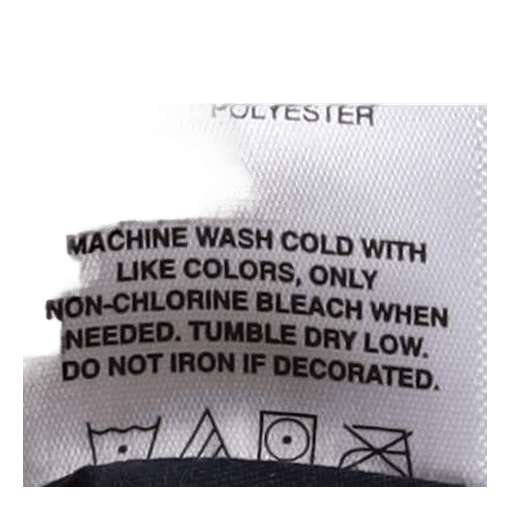 POLYESTER
MACHINE WASH COLD WITH
LIKE COLORS, ONLY
NON-CHLORINE BLEACH WHEN
NEEDED. TUMBLE DRY LOW.
DO NOT IRON IF DECORATED.